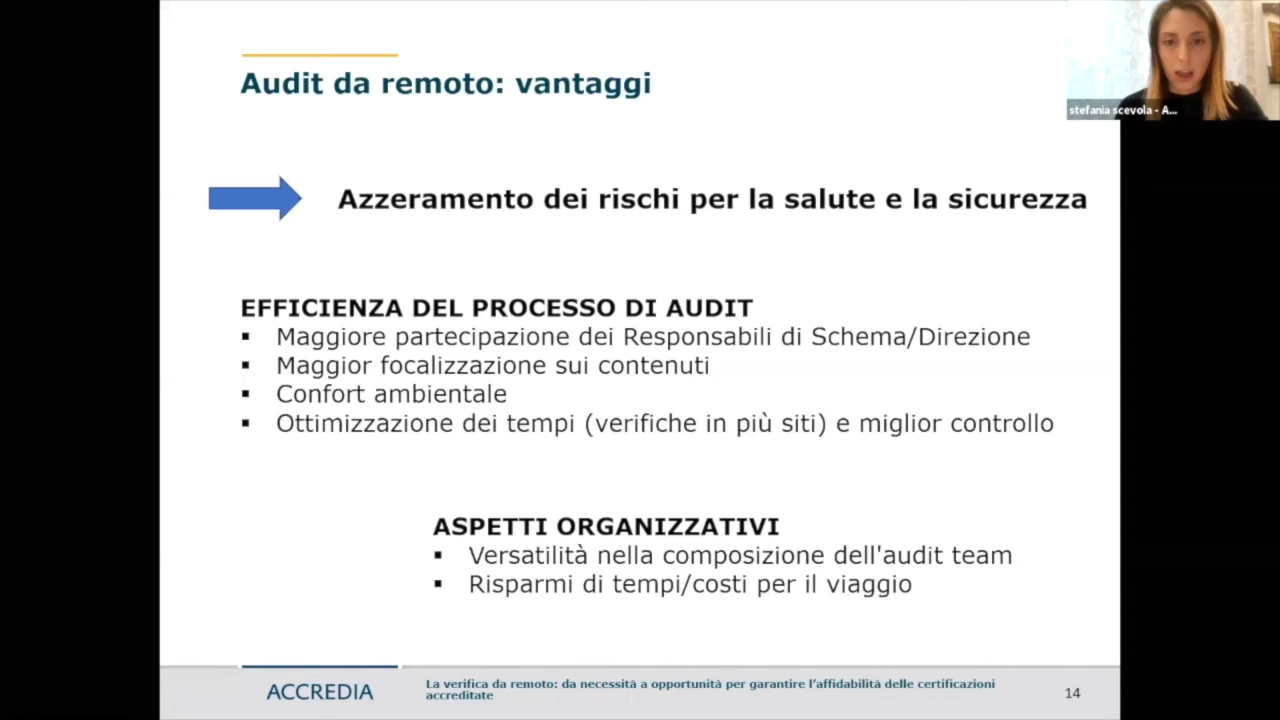 Audit da remoto: vantaggi
stefania scevola - A...
Azzeramento dei rischi per la salute e la sicurezza
EFFICIENZA DEL PROCESSO DI AUDIT
▪ Maggiore partecipazione dei Responsabili di Schema/Direzione
▪ Maggior focalizzazione sui contenuti
▪ Confort ambientale
▪ Ottimizzazione dei tempi (verifiche in più siti) e miglior controllo
ASPETTI ORGANIZZATIVI
▪ Versatilità nella composizione dell'audit team
▪ Risparmi di tempi/costi per il viaggio
ACCREDIA
La verifica da remoto: da necessità a opportunità per garantire l’affidabilità delle certificazioni
accreditate
14